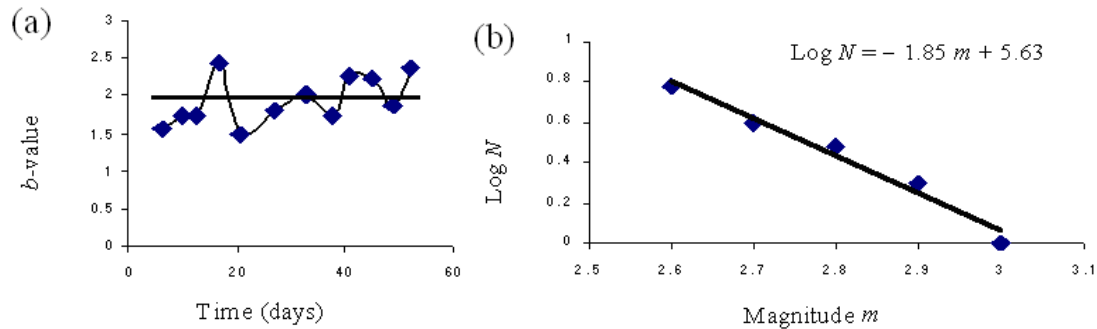 (a)
3
2.5
2
1.5
1
0.5
0
b-value
0 20 40 60
Time (days)
(b)
Log N = − 1.85 m + 5.63
1
0.8
0.6
0.4
0.2
0
Log N
2.5 2.6 2.7 2.8 2.9 3 3.1
Magnitude m